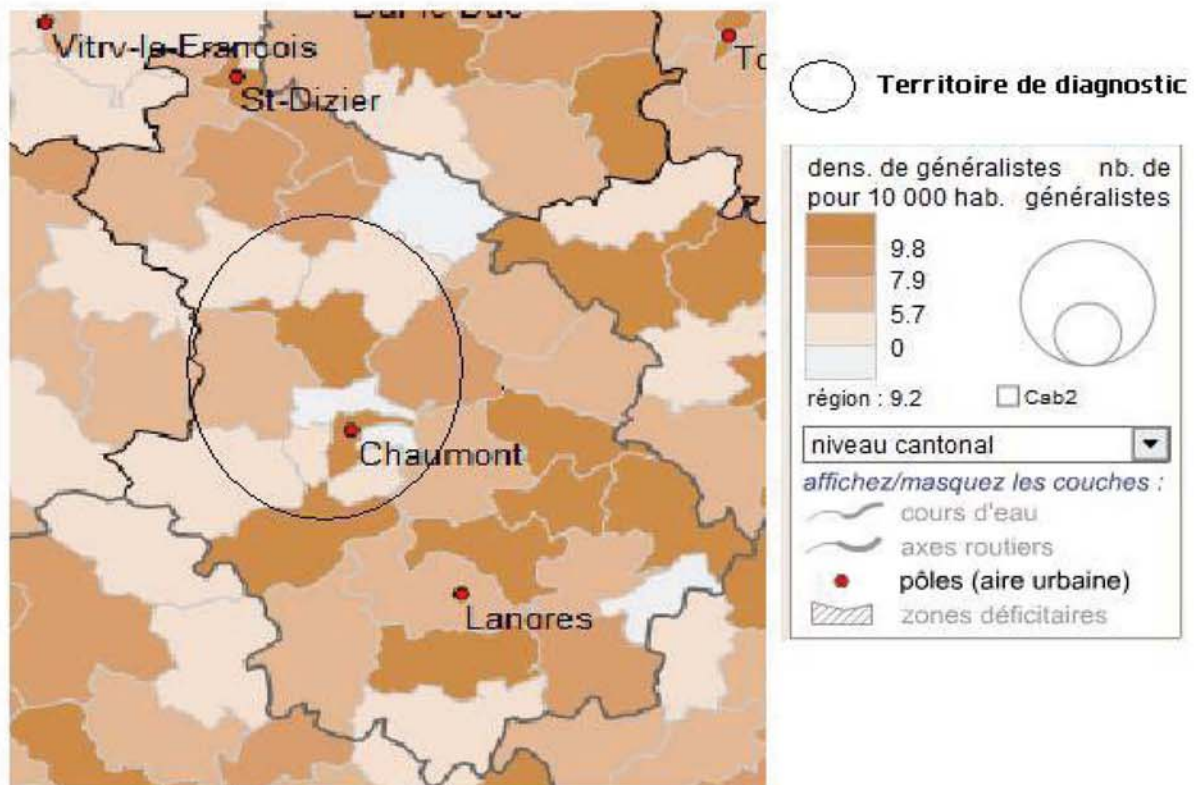 Vitrv-le-Francois
St-Dizier
Chaumont
Langres
Territoire de diagnostic
dens. de généralistes nb. de
pour 10 000 hab. généralistes
9.8
7.9
5.7
0
région : 9.2
Cab2
niveau cantonal
affichez/masquez les couches :
cours d'eau
axes routiers
pôles (aire urbaine)
zones déficitaires